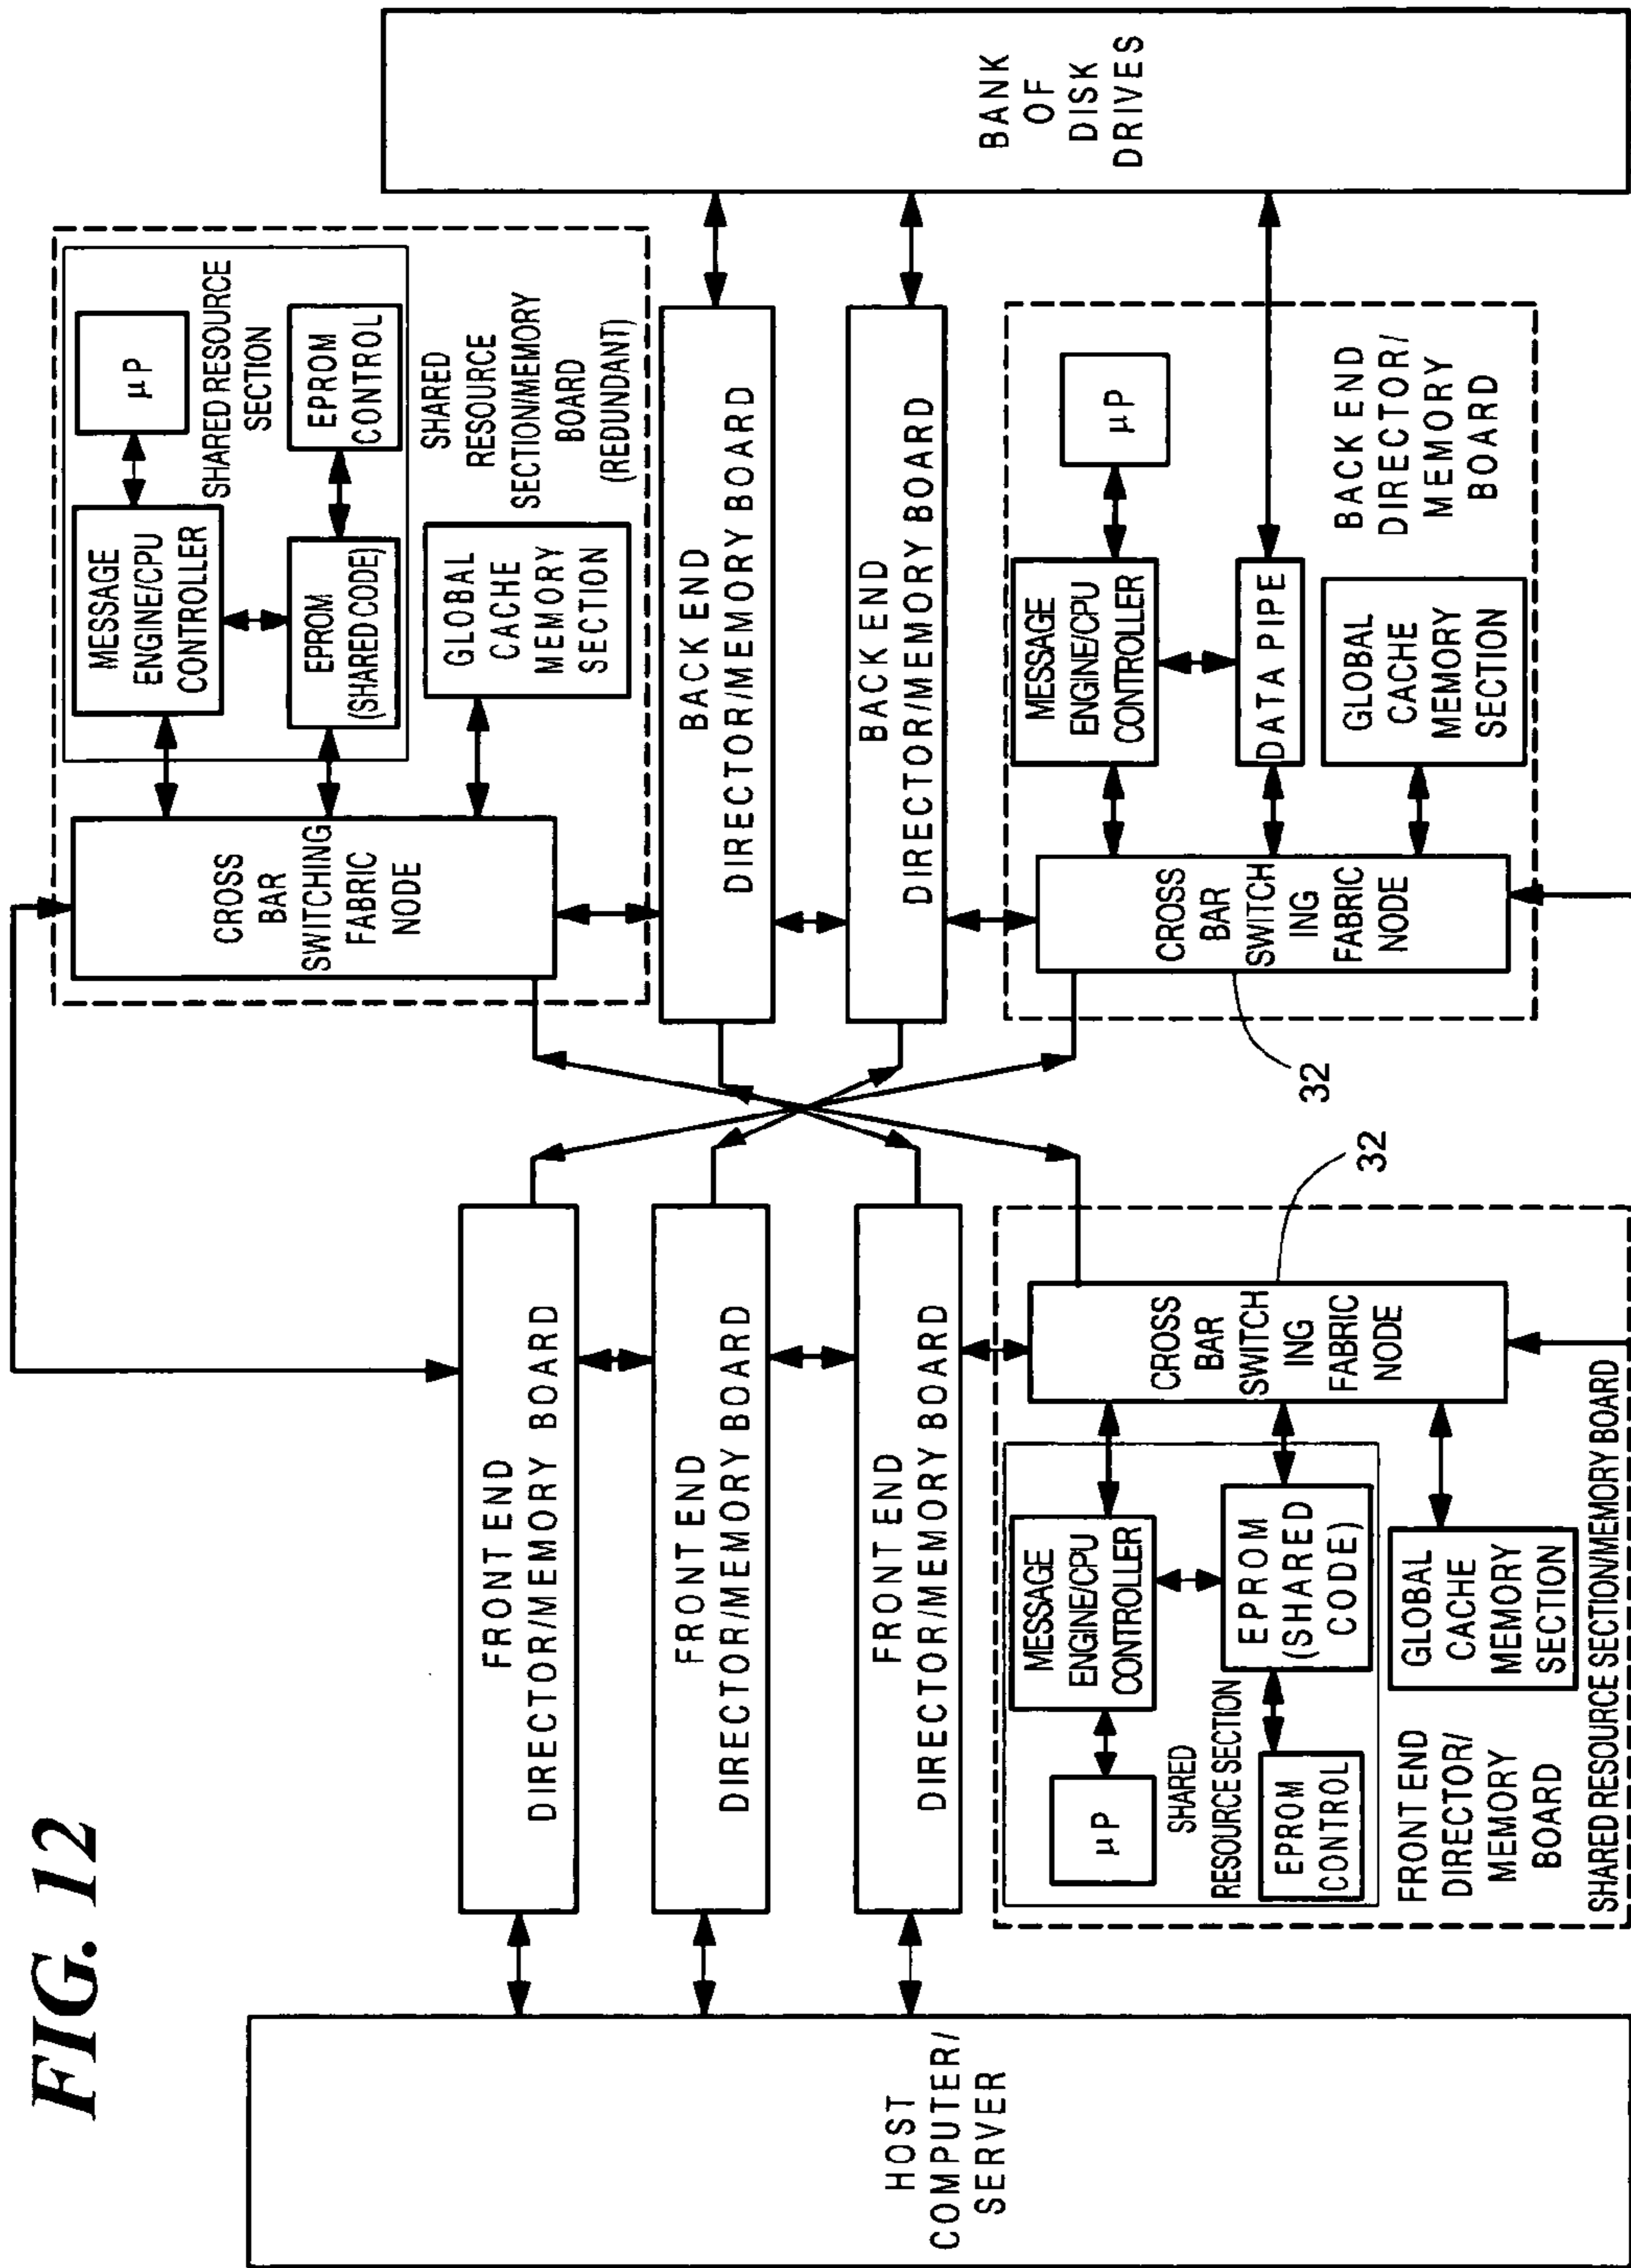 FIG. 12
HOST
COMPUTER/
SERVER
FRONT END
DIRECTOR/MEMORY BOARD
FRONT END
DIRECTOR/MEMORY BOARD
FRONT END
DIRECTOR/MEMORY BOARD
MESSAGE
ENGINE/CPU
CONTROLLER
μP
SHARED
RESOURCE SECTION
EPROM
(SHARED
CODE)
EPROM
CONTROL
GLOBAL
CACHE
MEMORY
SECTION
FRONT END
DIRECTOR/
MEMORY
BOARD
SHARED RESOURCE SECTION/MEMORY BOARD
CROSS
BAR
SWITCH
ING
FABRIC
NODE
32
CROSS
BAR
SWITCHING
FABRIC
NODE
MESSAGE
ENGINE/CPU
CONTROLLER
μP
SHARED RESOURCE
SECTION
EPROM
(SHARED CODE)
EPROM
CONTROL
GLOBAL
CACHE
MEMORY
SECTION
SHARED
RESOURCE
SECTION/MEMORY
BOARD
(REDUNDANT)
BACK END
DIRECTOR/MEMORY BOARD
BACK END
DIRECTOR/MEMORY BOARD
CROSS
BAR
SWITCH
ING
FABRIC
NODE
32
MESSAGE
ENGINE/CPU
CONTROLLER
μP
DATA PIPE
GLOBAL
CACHE
MEMORY
SECTION
BACK END
DIRECTOR/
MEMORY
BOARD
BANK
OF
DISK
DRIVES